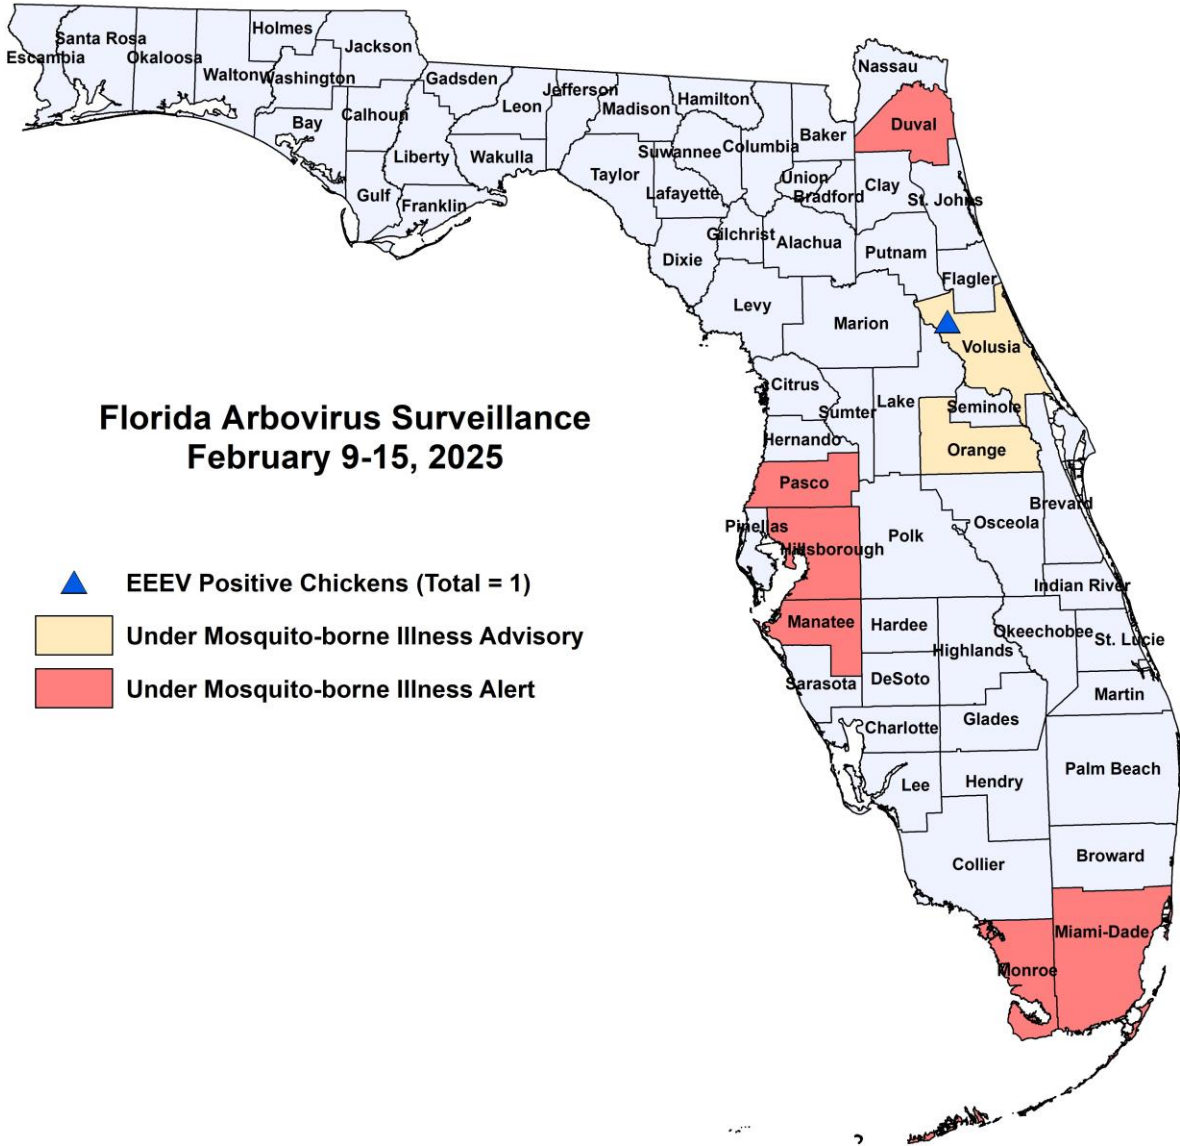 Holmes
Santa Rosa
Jackson
Escambia
Okaloosa
Walton
Washington
Gadsden
Jefferson
Leon
Madison
Hamilton
Nassau
Calhoun
Bay
Duval
Baker
Columbia
Suwannee
Liberty
Wakulla
Taylor
Union
Clay
Gulf
Franklin
Lafayette
Bradford
St. Johns
Gilchrist
Alachua
Putnam
Dixie
Flagler
Levy
Marion
Volusia
Citrus
Lake
Sumter
Seminole
Florida Arbovirus Surveillance
February 9-15, 2025
Hernando
Orange
Pasco
Brevard
Pinellas
Osceola
Polk
Hillsborough
EEEV Positive Chickens (Total = 1)
Indian River
Under Mosquito-borne Illness Advisory
Manatee
Hardee
Okeechobee
St. Lucie
Highlands
Under Mosquito-borne Illness Alert
Sarasota
DeSoto
Martin
Glades
Charlotte
Palm Beach
Lee
Hendry
Broward
Collier
Miami-Dade
Monroe